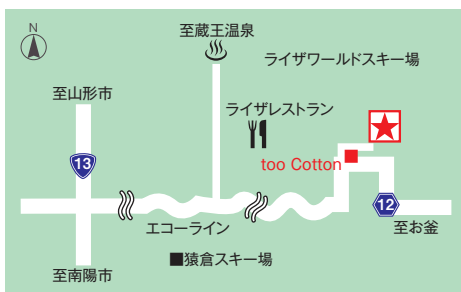 N
至蔵王温泉
ライザワールドスキー場
至山形市
ライザレストラン
13
too Cotton
12
エコーライン
至お釜
■猿倉スキー場
至南陽市